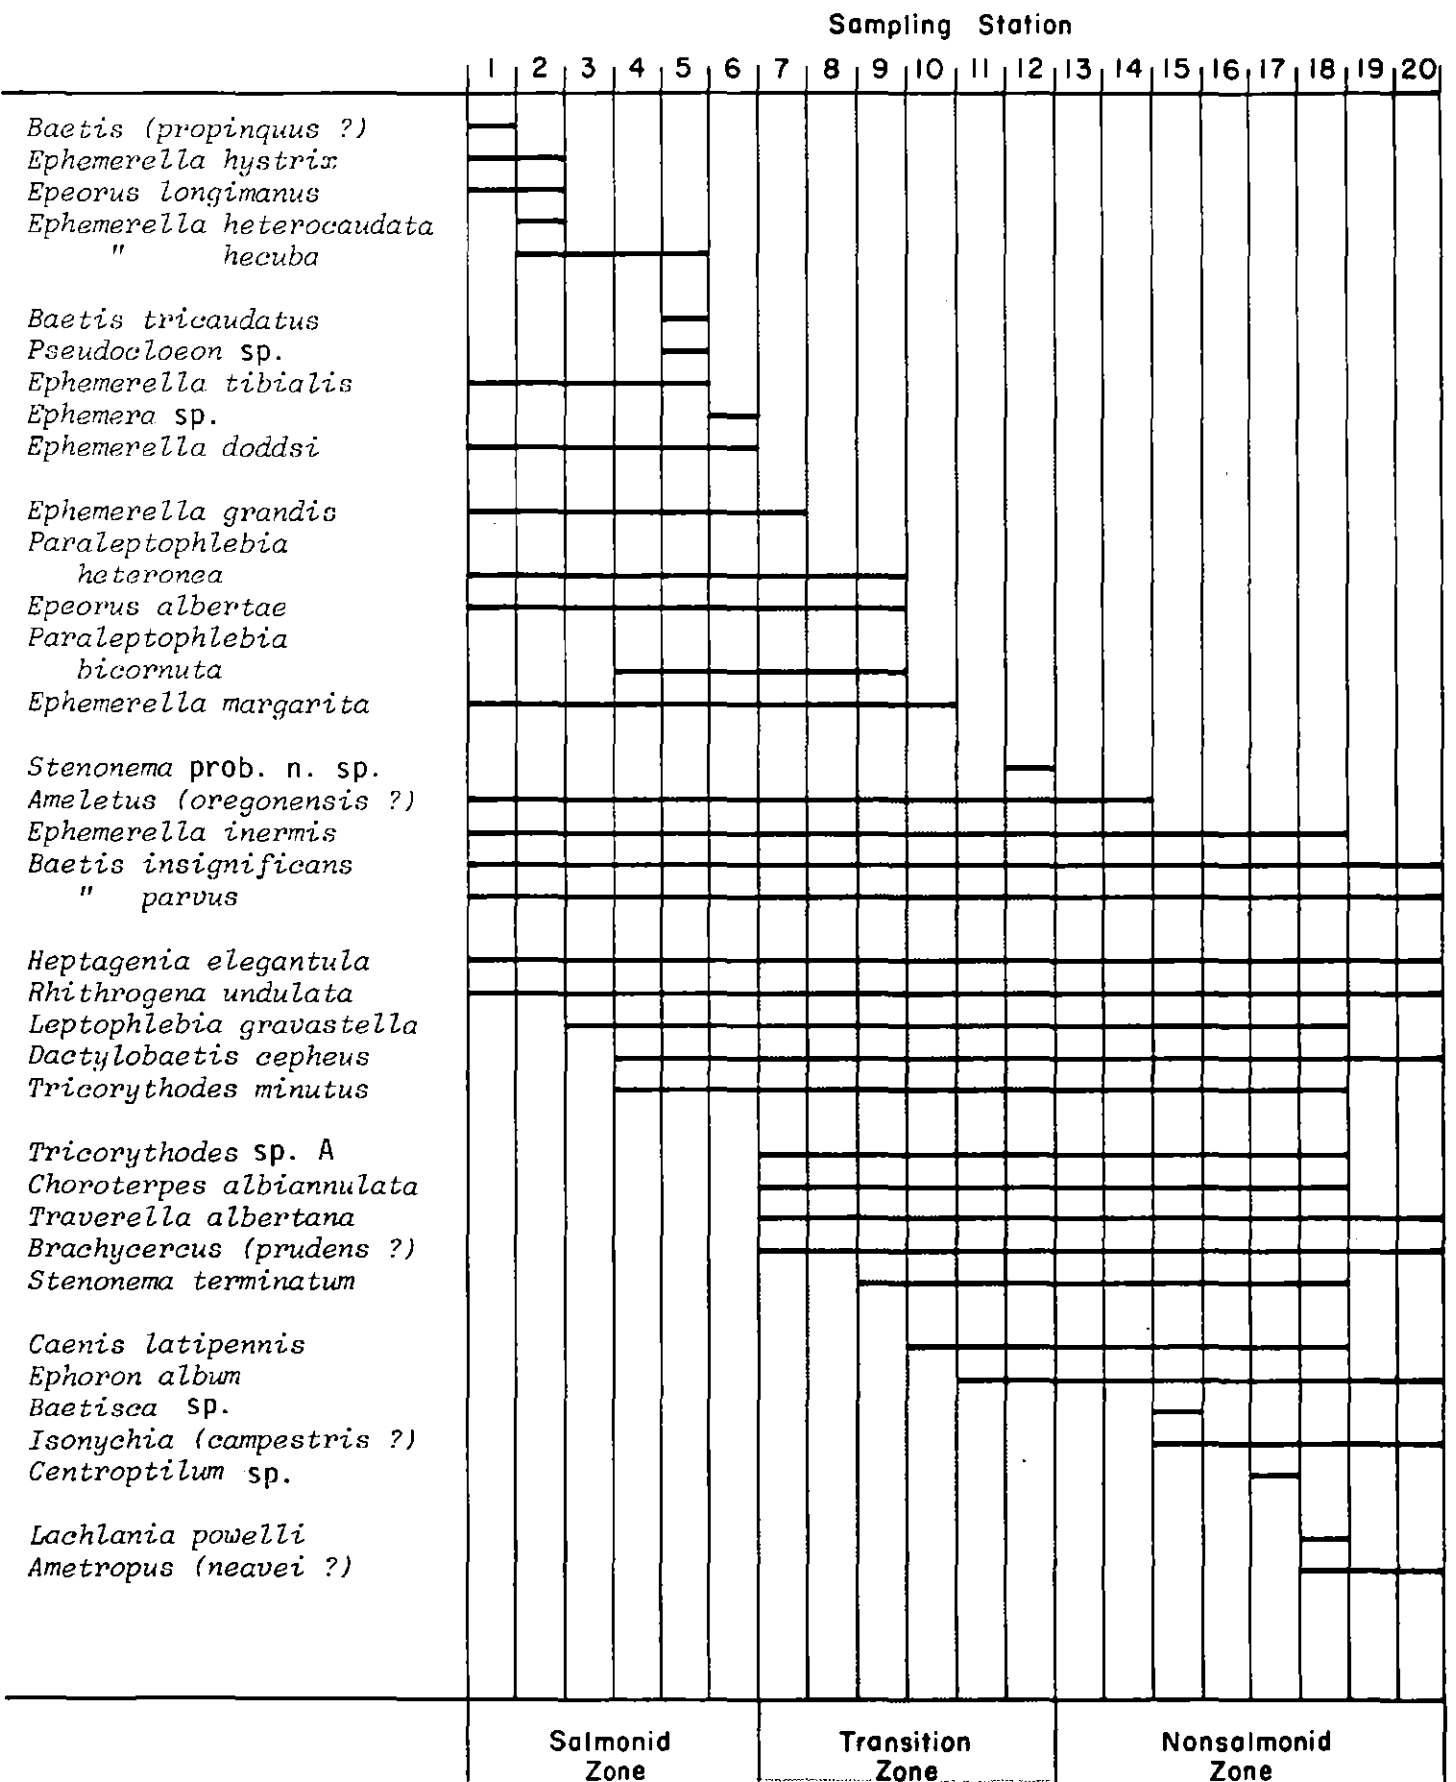 Sampling Station
1 2 3 4 5 6 7 8 9 10 11 12 13 14 15 16 17 18 19 20
Baetis (propinquus ?)
Ephemerella hystrix
Epeorus longimanus
Ephemerella heterocaudata
" hecuba
Baetis tricaudatus
Pseudocloeon sp.
Ephemerella tibialis
Ephemera sp.
Ephemerella doddsi
Ephemerella grandis
Paraleptophlebia
heteronea
Epeorus albertae
Paraleptophlebia
bicornuta
Ephemerella margarita
Stenonema prob. n. sp.
Ameletus (oregonensis ?)
Ephemerella inermis
Baetis insignificans
" parvus
Heptagenia elegantula
Rhithrogena undulata
Leptophlebia gravastella
Dactylobaetis cepheus
Tricorythodes minutus
Tricorythodes sp. A
Choroterpes albiannulata
Traverella albertana
Brachycercus (prudens ?)
Stenonema terminatum
Caenis latipennis
Ephoron album
Baetisca sp.
Isonychia (campestris ?)
Centroptilum sp.
Lachlania powelli
Ametropus (neavei ?)
Salmonid Transition Nonsalmonid
Zone Zone Zone